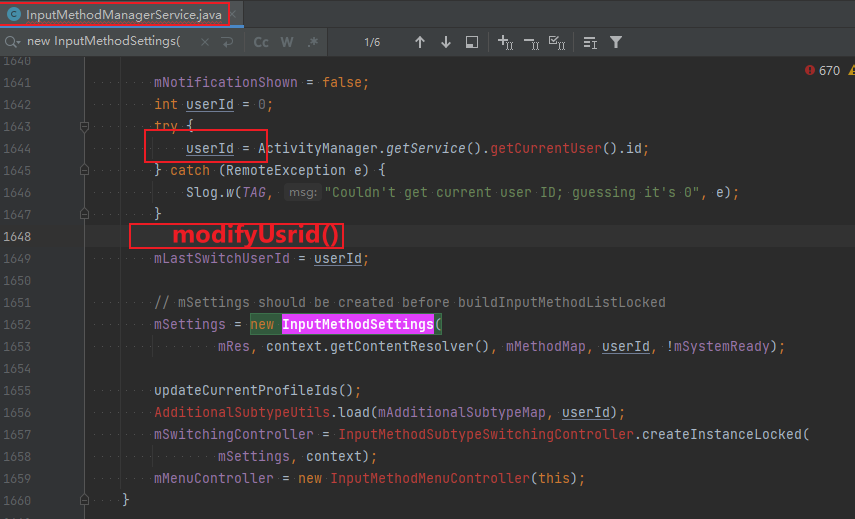 InputMethodManagerService.java ×
new InputMethodSettings( × Cc W .* 1/6
1640
1641 mNotificationShown = false; 670
1642 int userId = 0;
1643 try {
1644 userId = ActivityManager.getService().getCurrentUser().id;
1645 } catch (RemoteException e) {
1646 Slog.w(TAG, msg: "Couldn't get current user ID; guessing it's 0", e);
1647 }
1648 modifyUsrid()
1649 mLastSwitchUserId = userId;
1650
1651 // mSettings should be created before buildInputMethodListLocked
1652 mSettings = new InputMethodSettings(
1653 mRes, context.getContentResolver(), mMethodMap, userId, !mSystemReady);
1654
1655 updateCurrentProfileIds();
1656 AdditionalSubtypeUtils.load(mAdditionalSubtypeMap, userId);
1657 mSwitchingController = InputMethodSubtypeSwitchingController.createInstanceLocked(
1658 mSettings, context);
1659 mMenuController = new InputMethodMenuController(this);
1660 }